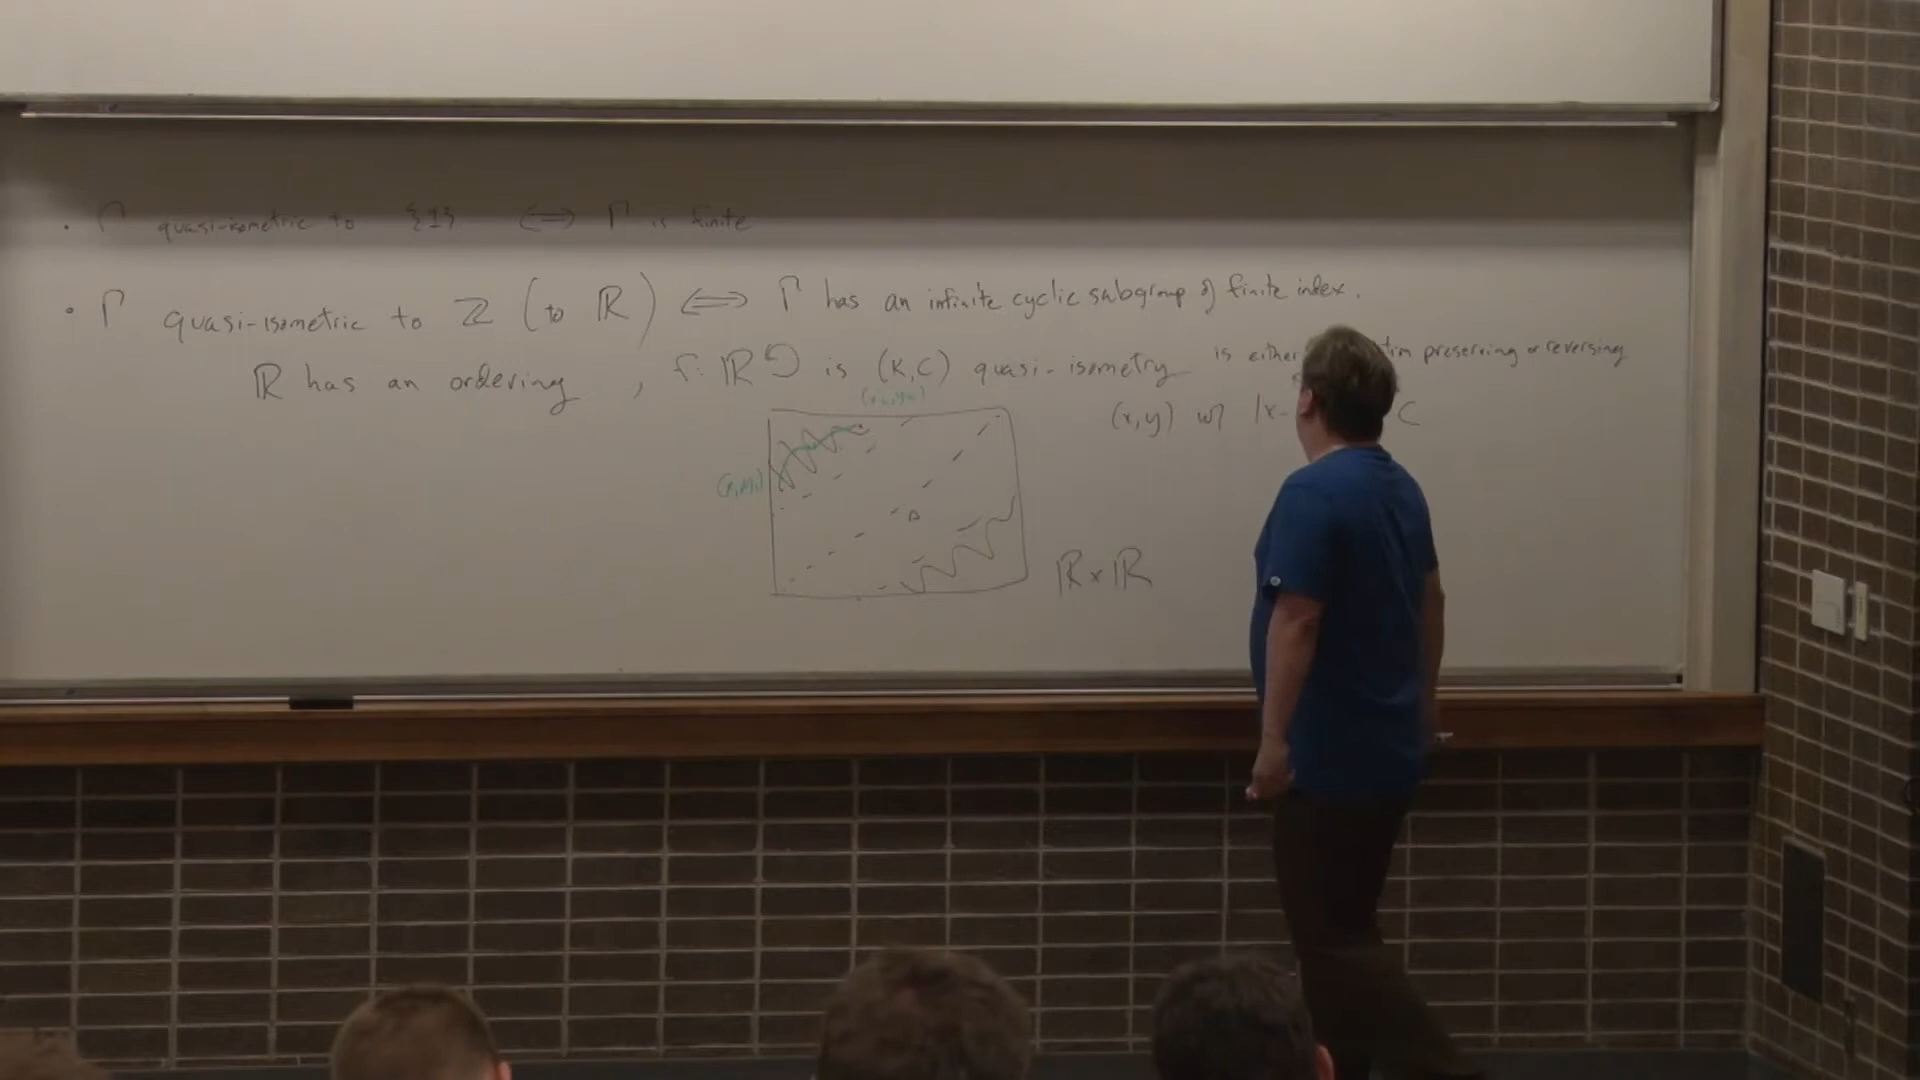 · Γ quasi-isometric to {1} ⟺ Γ is finite
· Γ quasi-isometric to ℤ (to ℝ) ⟺ Γ has an infinite cyclic subgroup of finite index.
ℝ has an ordering, f: ℝ ↺ is (K,C) quasi-isometry is either preserving or reversing
(x,y) w/ |x- C
Δ
ℝ×ℝ